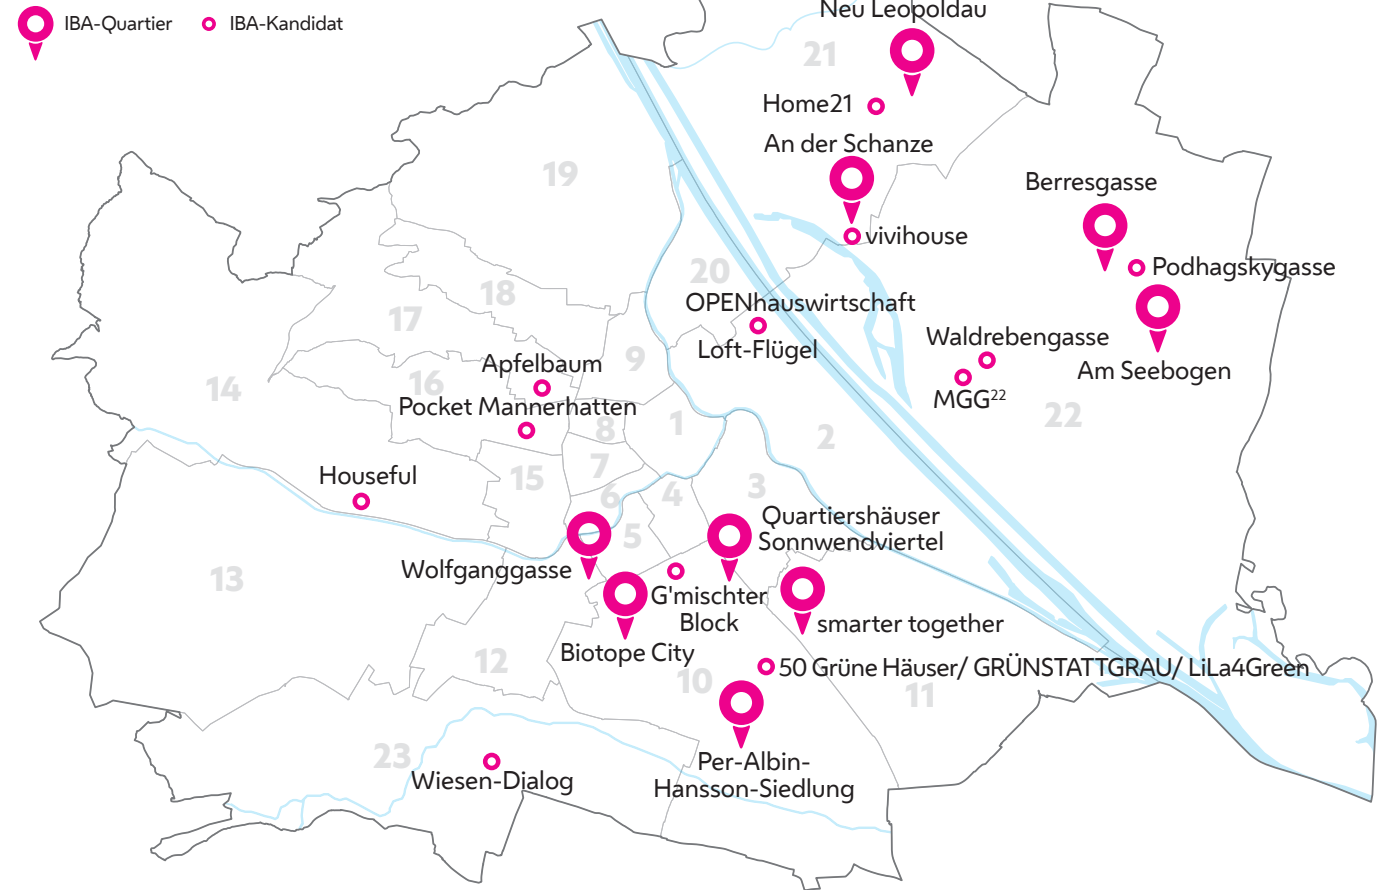 IBA-Quartier
IBA-Kandidat
Neu Leopoldau
21
Home21
An der Schanze
19
Berresgasse
vivihouse
20
Podhagskygasse
18
OPENhauswirtschaft
17
Waldrebengasse
Loft-Flügel
9
Apfelbaum
Am Seebogen
16
14
MGG²²
Pocket Mannerhatten
22
8
1
2
7
Houseful
15
3
6
4
Quartiershäuser
Sonnwendviertel
5
Wolfganggasse
13
G'mischter
Block
smarter together
Biotope City
12
50 Grüne Häuser/ GRÜNSTATTGRAU/ LiLa4Green
10
11
23
Per-Albin-
Hansson-Siedlung
Wiesen-Dialog